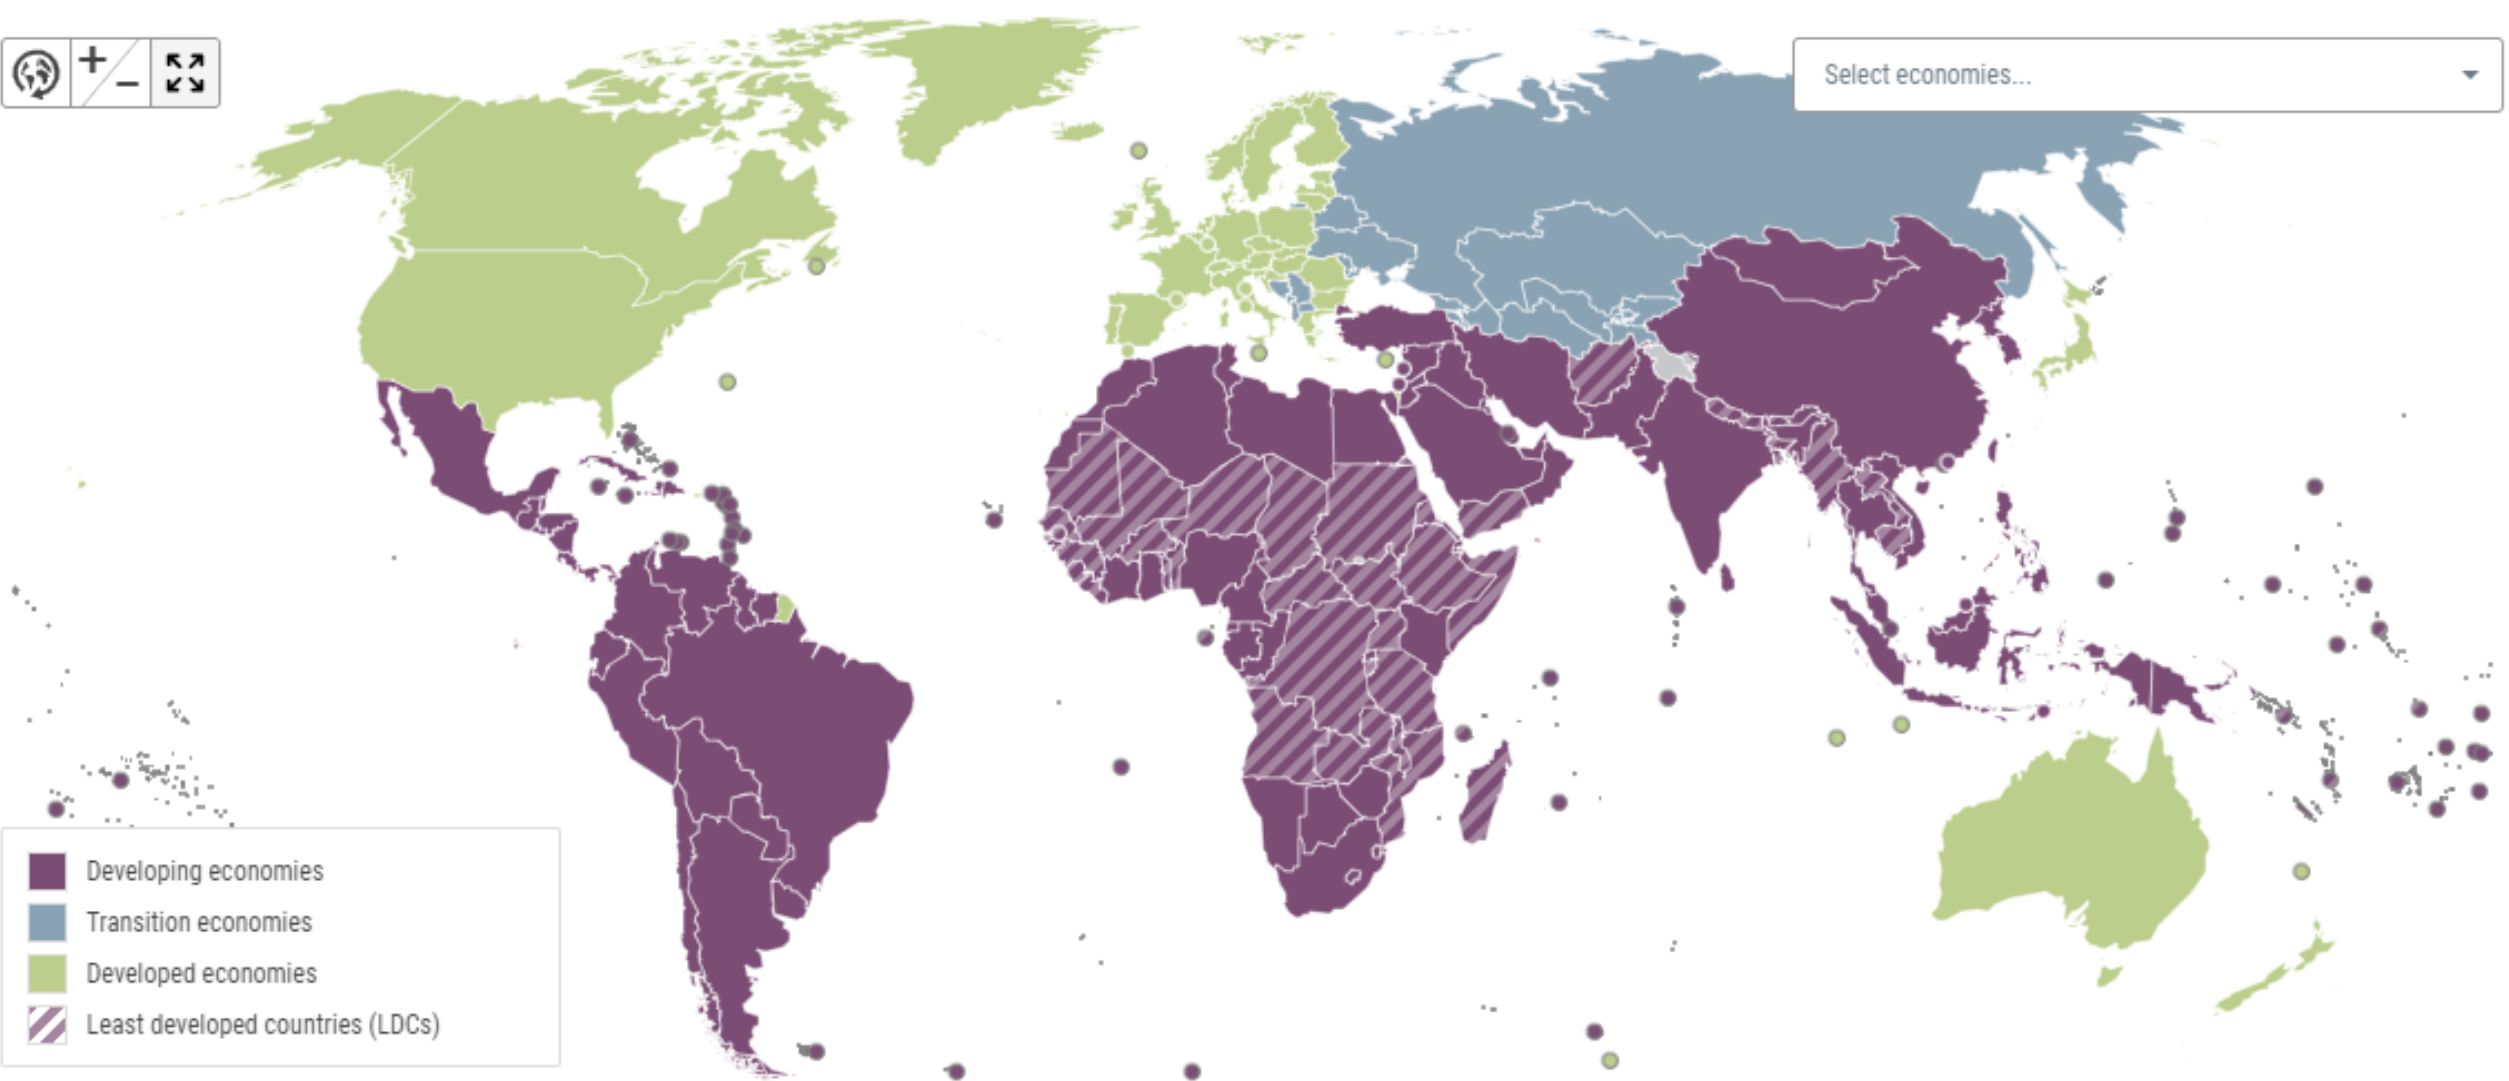 Select economies...
Developing economies
Transition economies
Developed economies
Least developed countries (LDCs)